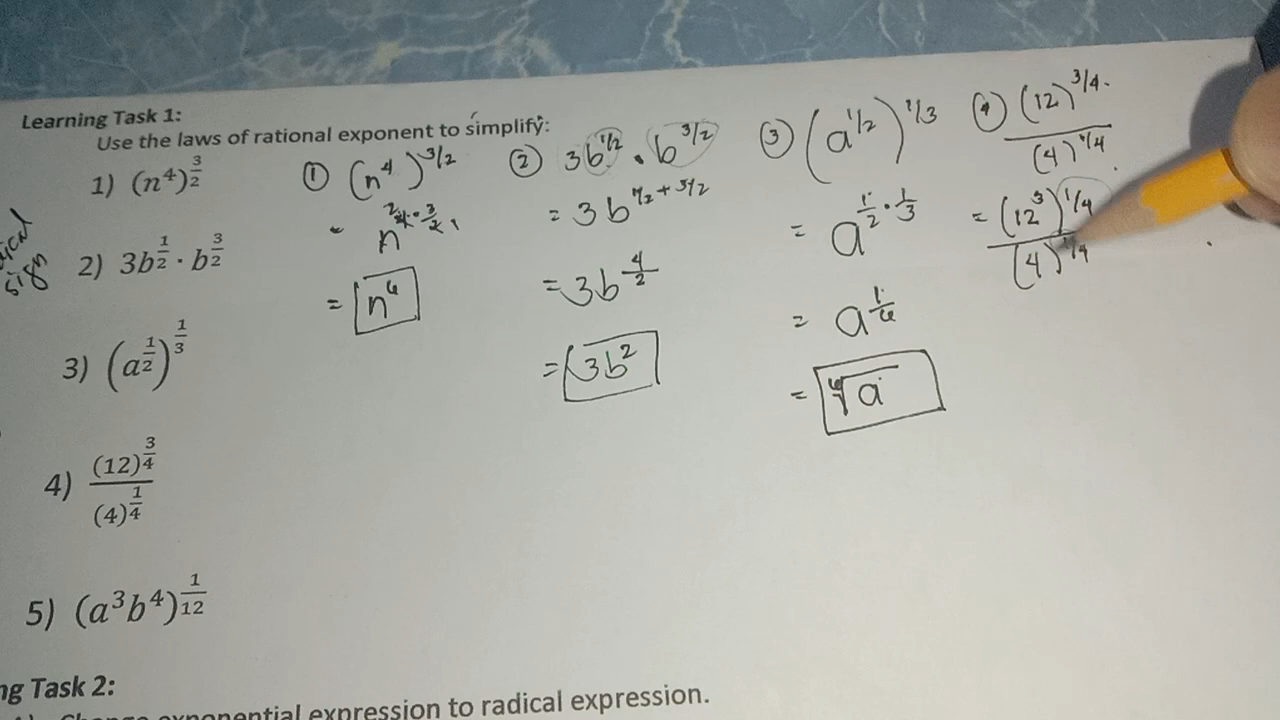 Learning Task 1:
Use the laws of rational exponent to simplify:
1) (n⁴)^(3/2)
2) 3b^(1/2) · b^(3/2)
3) (a^(1/2))^(1/3)
4) (12)^(3/4) / (4)^(1/4)
5) (a³b⁴)^(1/12)
① (n⁴)^(3/2)
= n^(4·3/2)
= n⁶
② 3b^(1/2) · b^(3/2)
= 3b^(1/2 + 3/2)
= 3b^(4/2)
= 3b²
③ (a^(1/2))^(1/3)
= a^(1/2 · 1/3)
= a^(1/6)
= ⁶√a
④ (12)^(3/4) / (4)^(1/4)
= (12³)^(1/4) / (4)^(1/4)
sign
ng Task 2:
exponential expression to radical expression.